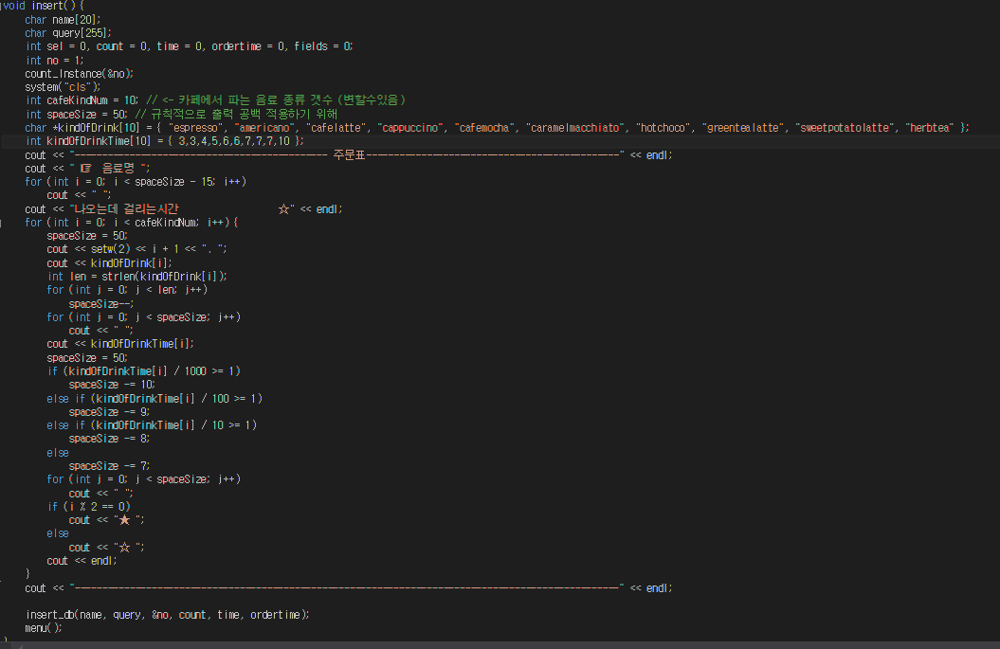 void insert() {
char name[20];
char query[255];
int sel = 0, count = 0, time = 0, ordertime = 0, fields = 0;
int no = 1;
count_Instance(&no);
system("cls");
int cafeKindNum = 10; // <- 카페에서 파는 음료 종류 갯수 (변할수있음)
int spaceSize = 50; // 규칙적으로 출력 공백 적용하기 위해
char *kindOfDrink[10] = { "espresso", "americano", "cafelatte", "cappuccino", "cafemocha", "caramelmacchiato", "hotchoco", "greentealatte", "sweetpotatolatte", "herbtea" };
int kindOfDrinkTime[10] = { 3,3,4,5,6,6,7,7,7,10 };
cout << "---------------------------------------------- 주문표----------------------------------------------" << endl;
cout << " ☞ 음료명 ";
for (int i = 0; i < spaceSize - 15; i++)
cout << " ";
cout << "나오는데 걸리는시간                  ☆" << endl;
for (int i = 0; i < cafeKindNum; i++) {
spaceSize = 50;
cout << setw(2) << i + 1 << ". ";
cout << kindOfDrink[i];
int len = strlen(kindOfDrink[i]);
for (int j = 0; j < len; j++)
spaceSize--;
for (int j = 0; j < spaceSize; j++)
cout << " ";
cout << kindOfDrinkTime[i];
spaceSize = 50;
if (kindOfDrinkTime[i] / 1000 >= 1)
spaceSize -= 10;
else if (kindOfDrinkTime[i] / 100 >= 1)
spaceSize -= 9;
else if (kindOfDrinkTime[i] / 10 >= 1)
spaceSize -= 8;
else
spaceSize -= 7;
for (int j = 0; j < spaceSize; j++)
cout << " ";
if (i % 2 == 0)
cout << "★ ";
else
cout << "☆ ";
cout << endl;
}
cout << "---------------------------------------------------------------------------------------------------" << endl;
insert_db(name, query, &no, count, time, ordertime);
menu();
}